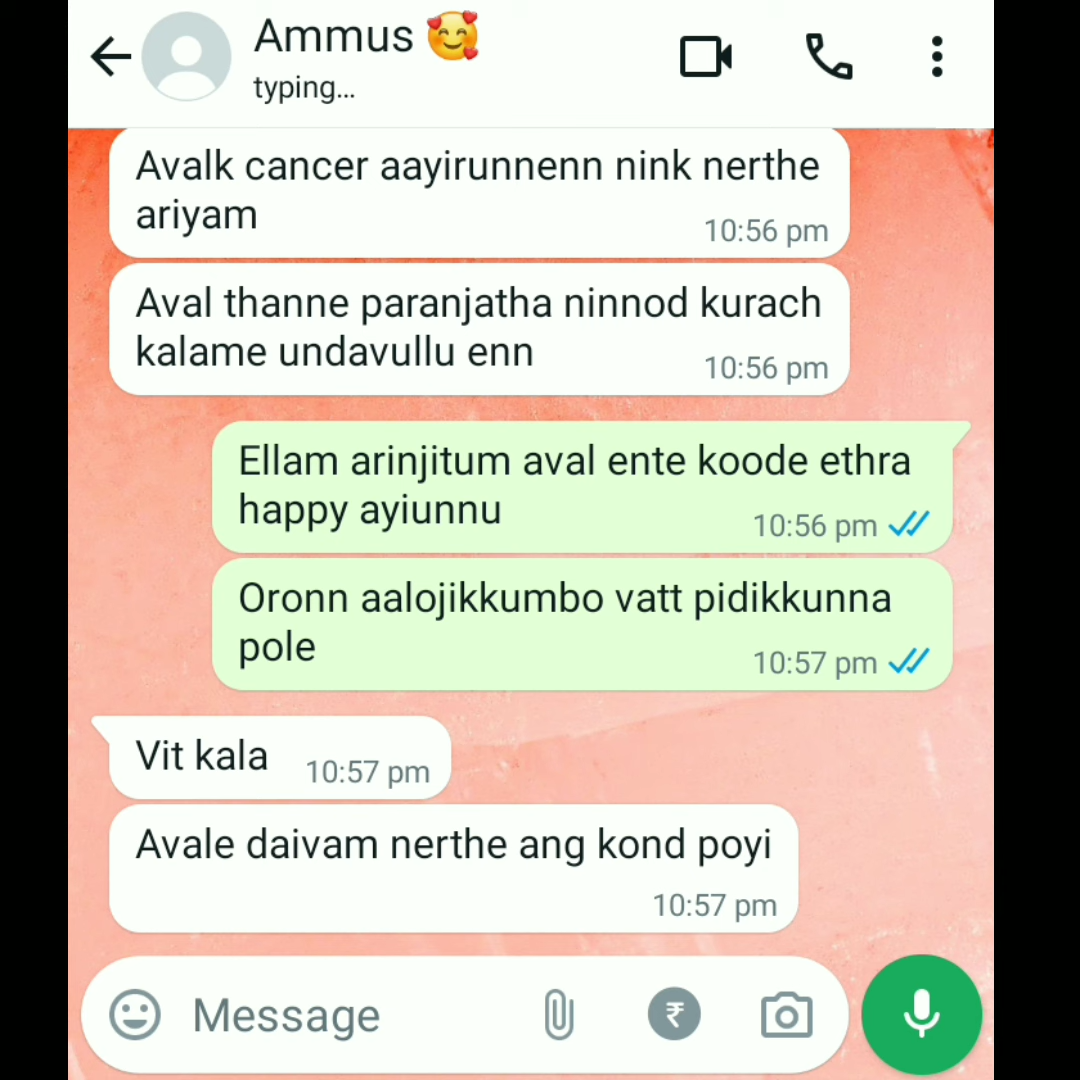 Ammus 🥰
typing...
Avalk cancer aayirunnenn nink nerthe
ariyam
10:56 pm
Aval thanne paranjatha ninnod kurach
kalame undavullu enn
10:56 pm
Ellam arinjitum aval ente koode ethra
happy ayiunnu
10:56 pm
Oronn aalojikkumbo vatt pidikkunna
pole
10:57 pm
Vit kala
10:57 pm
Avale daivam nerthe ang kond poyi
10:57 pm
Message
₹